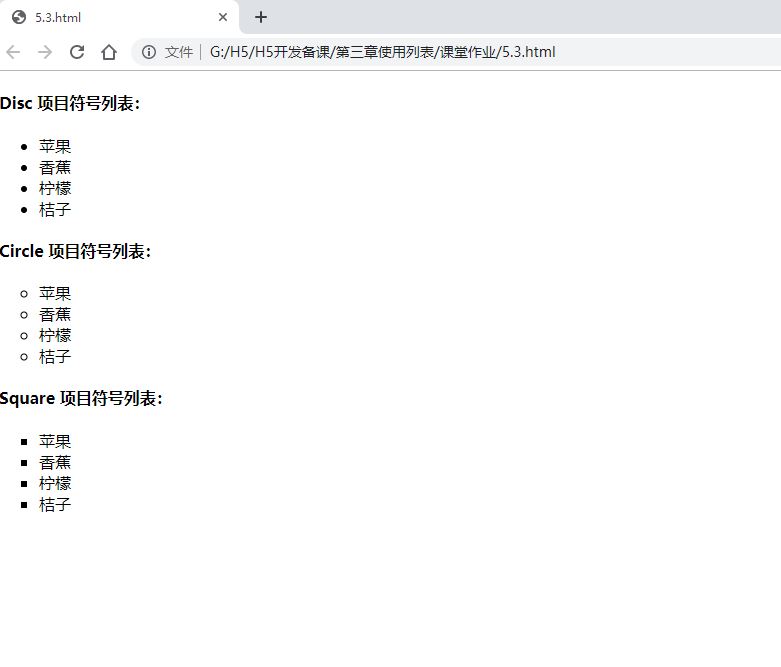 5.3.html
文件 G:/H5/H5开发备课/第三章使用列表/课堂作业/5.3.html
Disc 项目符号列表：
苹果
香蕉
柠檬
桔子
Circle 项目符号列表：
苹果
香蕉
柠檬
桔子
Square 项目符号列表：
苹果
香蕉
柠檬
桔子